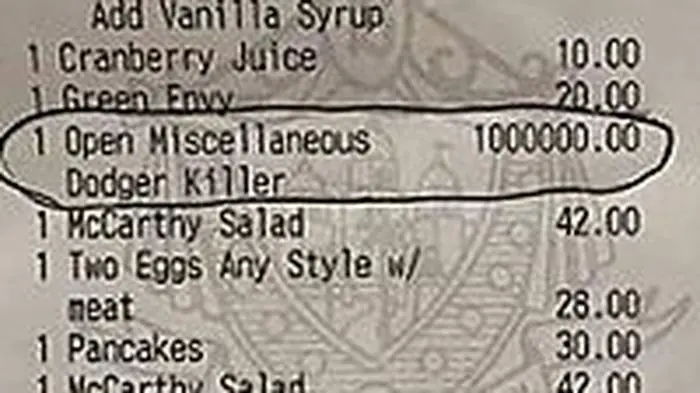 Add Vanilla Syrup
1 Cranberry Juice 10.00
1 Green Envy 20.00
1 Open Miscellaneous 1000000.00
Dodger Killer
1 McCarthy Salad 42.00
1 Two Eggs Any Style w/
meat 28.00
1 Pancakes 30.00
1 McCarthy Salad 42.00